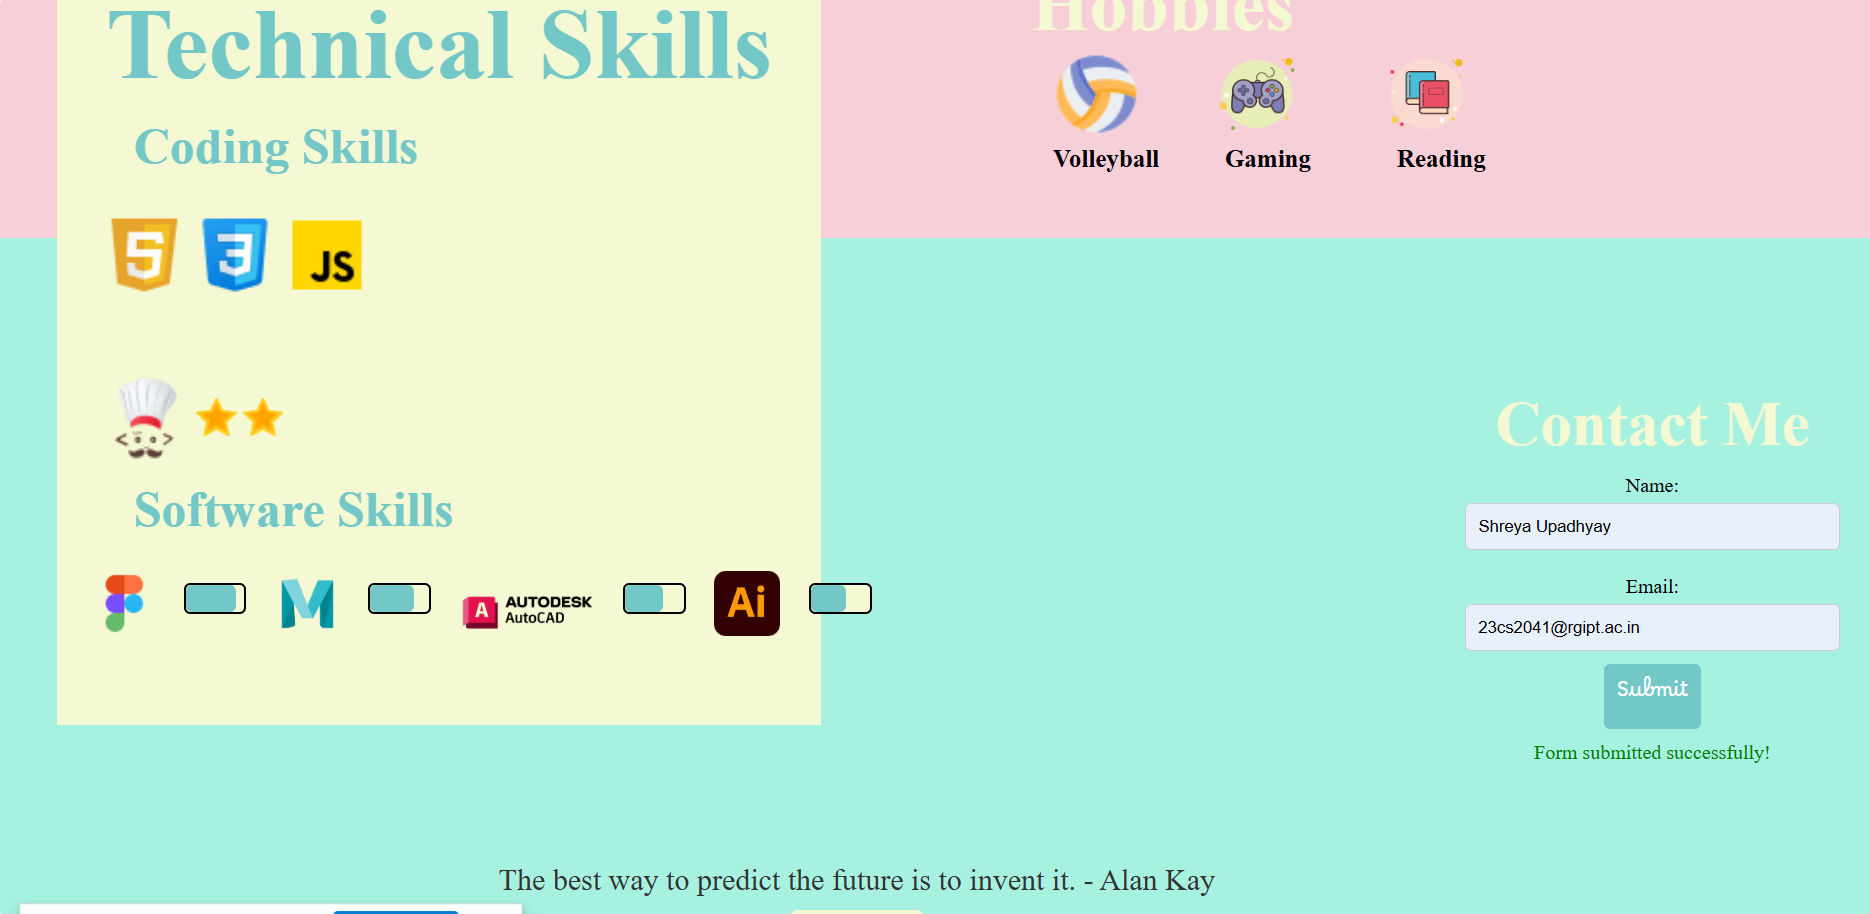 Technical Skills
Coding Skills
5
3
JS
Software Skills
A AUTODESK
AutoCAD
Ai
Hobbies
Volleyball
Gaming
Reading
Contact Me
Name:
Shreya Upadhyay
Email:
23cs2041@rgipt.ac.in
Submit
Form submitted successfully!
The best way to predict the future is to invent it. - Alan Kay